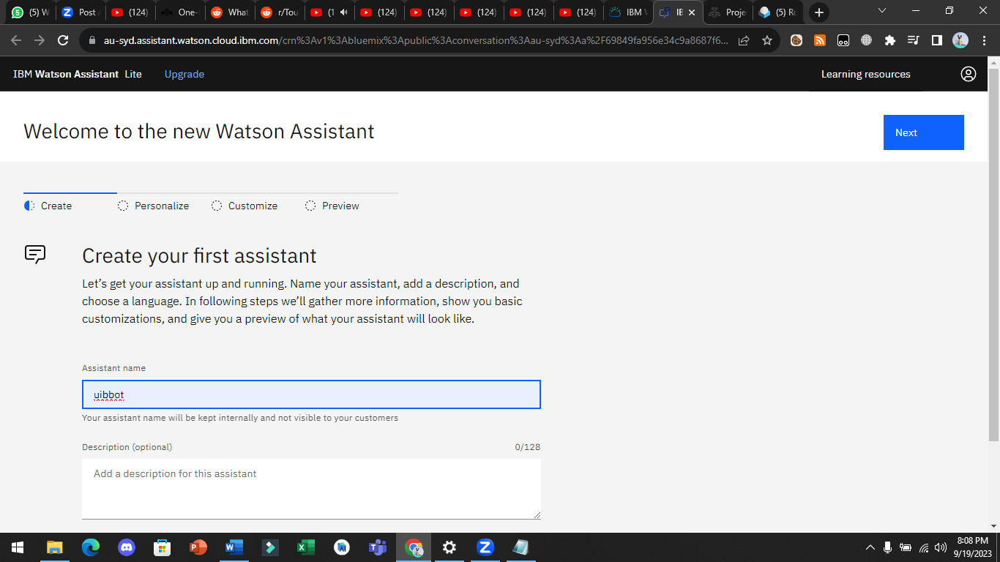 (5) W
Post
(124)
One-
What
r/Tou
(1
(124)
(124)
(124)
(124)
(124)
IBM
IE
Proje
(5) Ro
au-syd.assistant.watson.cloud.ibm.com/crn%3Av1%3Abluemix%3Apublic%3Aconversation%3Aau-syd%3Aa%2F69849fa956e34c9a8687f6...
IBM Watson Assistant Lite
Upgrade
Learning resources
Welcome to the new Watson Assistant
Next
Create
Personalize
Customize
Preview
Create your first assistant
Let's get your assistant up and running. Name your assistant, add a description, and
choose a language. In following steps we'll gather more information, show you basic
customizations, and give you a preview of what your assistant will look like.
Assistant name
uibbot
Your assistant name will be kept internally and not visible to your customers
Description (optional)
0/128
Add a description for this assistant
8:08 PM
9/19/2023